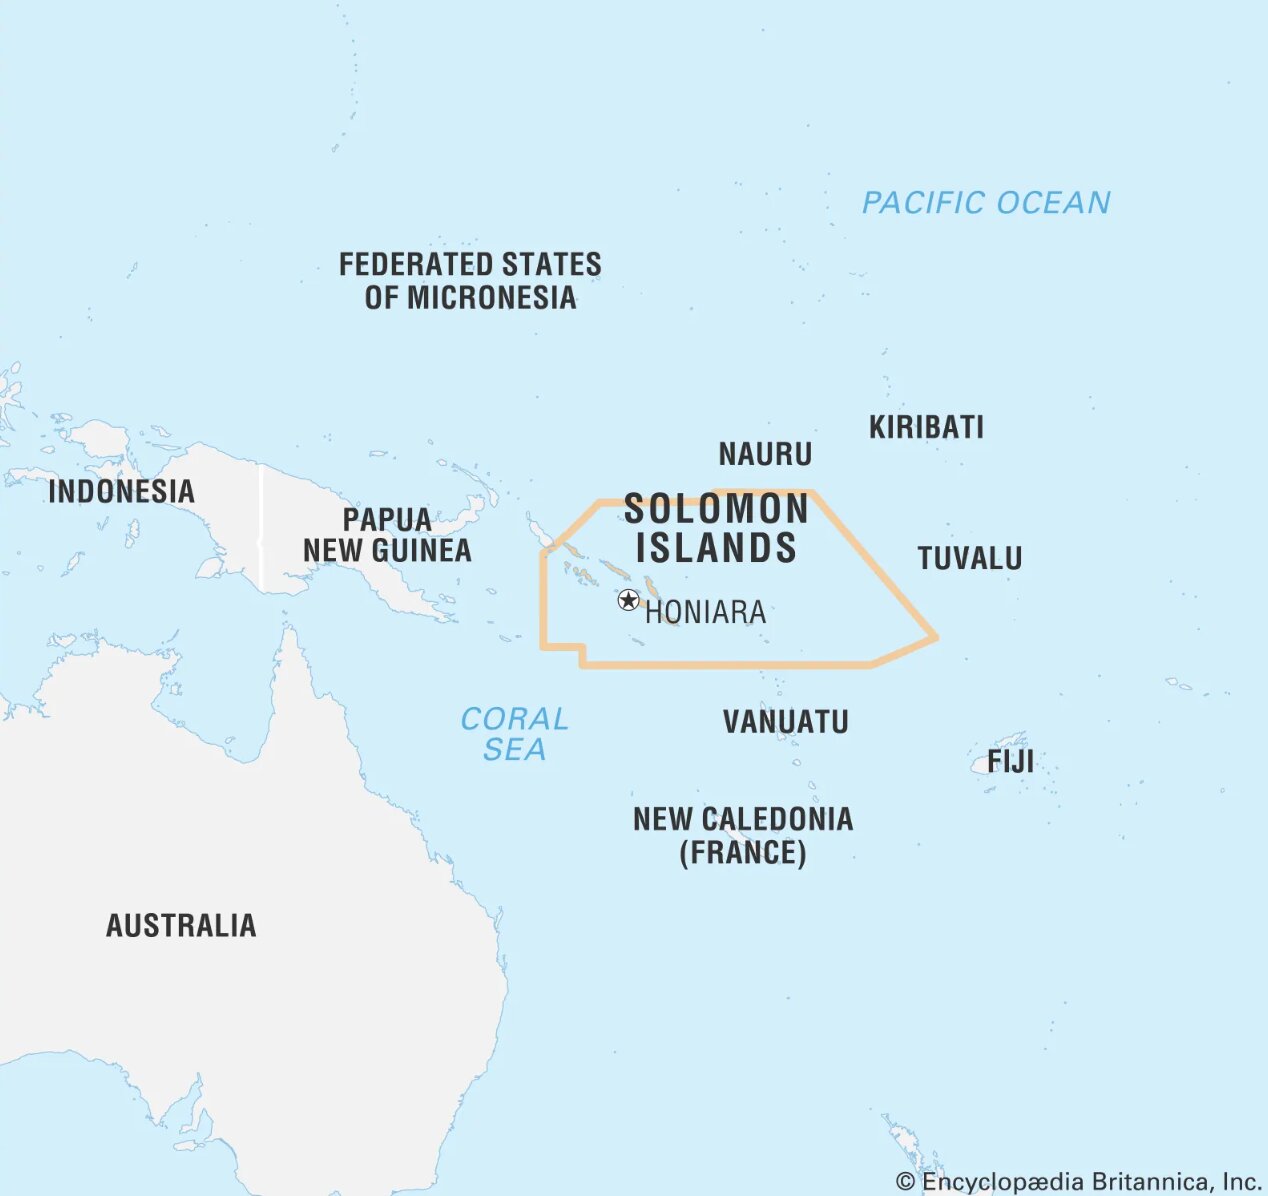 PACIFIC OCEAN
FEDERATED STATES
OF MICRONESIA
KIRIBATI
NAURU
INDONESIA
PAPUA
NEW GUINEA
SOLOMON
ISLANDS
TUVALU
HONIARA
CORAL
SEA
VANUATU
FIJI
NEW CALEDONIA
(FRANCE)
AUSTRALIA
© Encyclopædia Britannica, Inc.